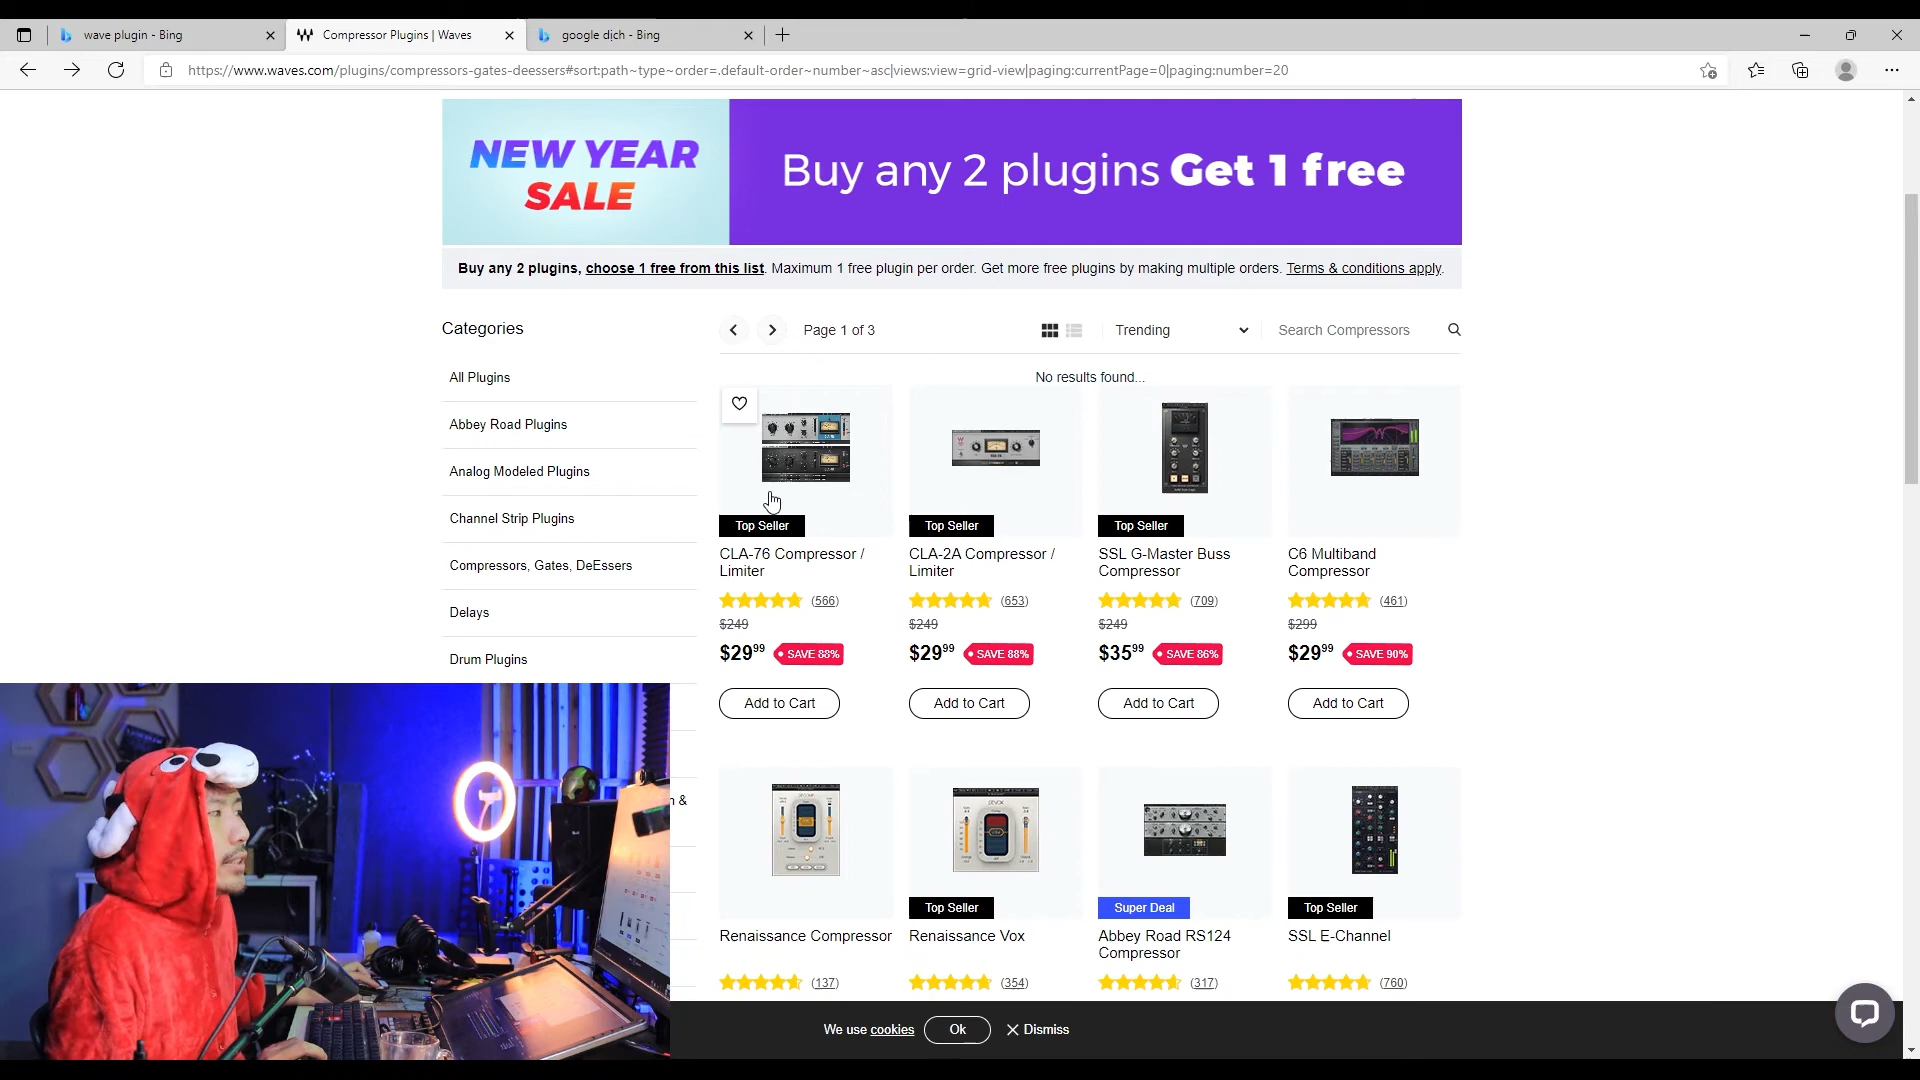 wave plugin - Bing
Compressor Plugins | Waves
google dịch - Bing
https://www.waves.com/plugins/compressors-gates-deessers#sort:path~type~order=.default-order~number~asc|views:view=grid-view|paging:currentPage=0|paging:number=20
NEW YEAR
SALE
Buy any 2 plugins Get 1 free
Buy any 2 plugins, choose 1 free from this list. Maximum 1 free plugin per order. Get more free plugins by making multiple orders. Terms & conditions apply.
Categories
Page 1 of 3
Trending
Search Compressors
No results found...
All Plugins
Abbey Road Plugins
Analog Modeled Plugins
Channel Strip Plugins
Compressors, Gates, DeEssers
Delays
Drum Plugins
&
Top Seller
Top Seller
Top Seller
CLA-76 Compressor /
Limiter
CLA-2A Compressor /
Limiter
SSL G-Master Buss
Compressor
C6 Multiband
Compressor
(566)
(653)
(709)
(461)
$249
$249
$249
$299
$29.99 SAVE 88%
$29.99 SAVE 88%
$35.99 SAVE 86%
$29.99 SAVE 90%
Add to Cart
Add to Cart
Add to Cart
Add to Cart
Top Seller
Super Deal
Top Seller
Renaissance Compressor
Renaissance Vox
Abbey Road RS124
Compressor
SSL E-Channel
(137)
(354)
(317)
(760)
We use cookies
Ok
Dismiss